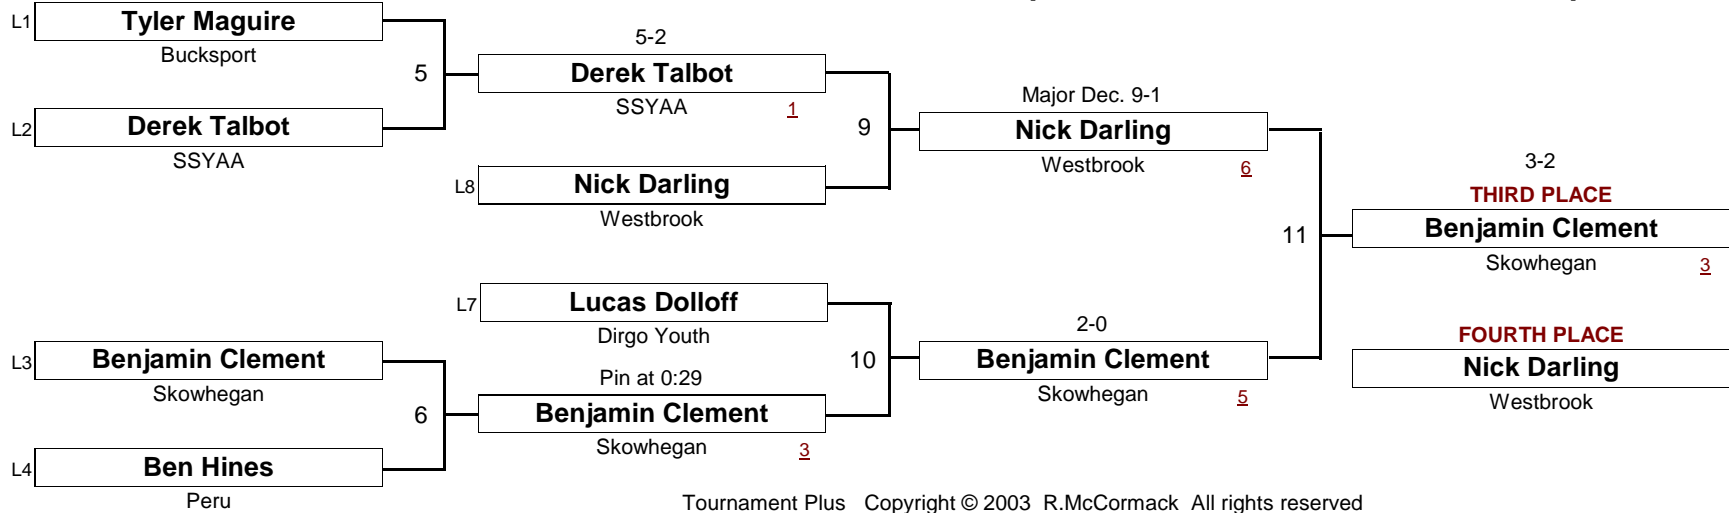 L1
Tyler Maguire
Bucksport
5
L2
Derek Talbot
SSYAA
5-2
Derek Talbot
SSYAA
1
9
L8
Nick Darling
Westbrook
Major Dec. 9-1
Nick Darling
Westbrook
6
L3
Benjamin Clement
Skowhegan
6
L4
Ben Hines
Peru
L7
Lucas Dolloff
Dirgo Youth
10
Pin at 0:29
Benjamin Clement
Skowhegan
3
2-0
Benjamin Clement
Skowhegan
5
11
3-2
THIRD PLACE
Benjamin Clement
Skowhegan
3
FOURTH PLACE
Nick Darling
Westbrook
Tournament Plus Copyright © 2003 R.McCormack All rights reserved